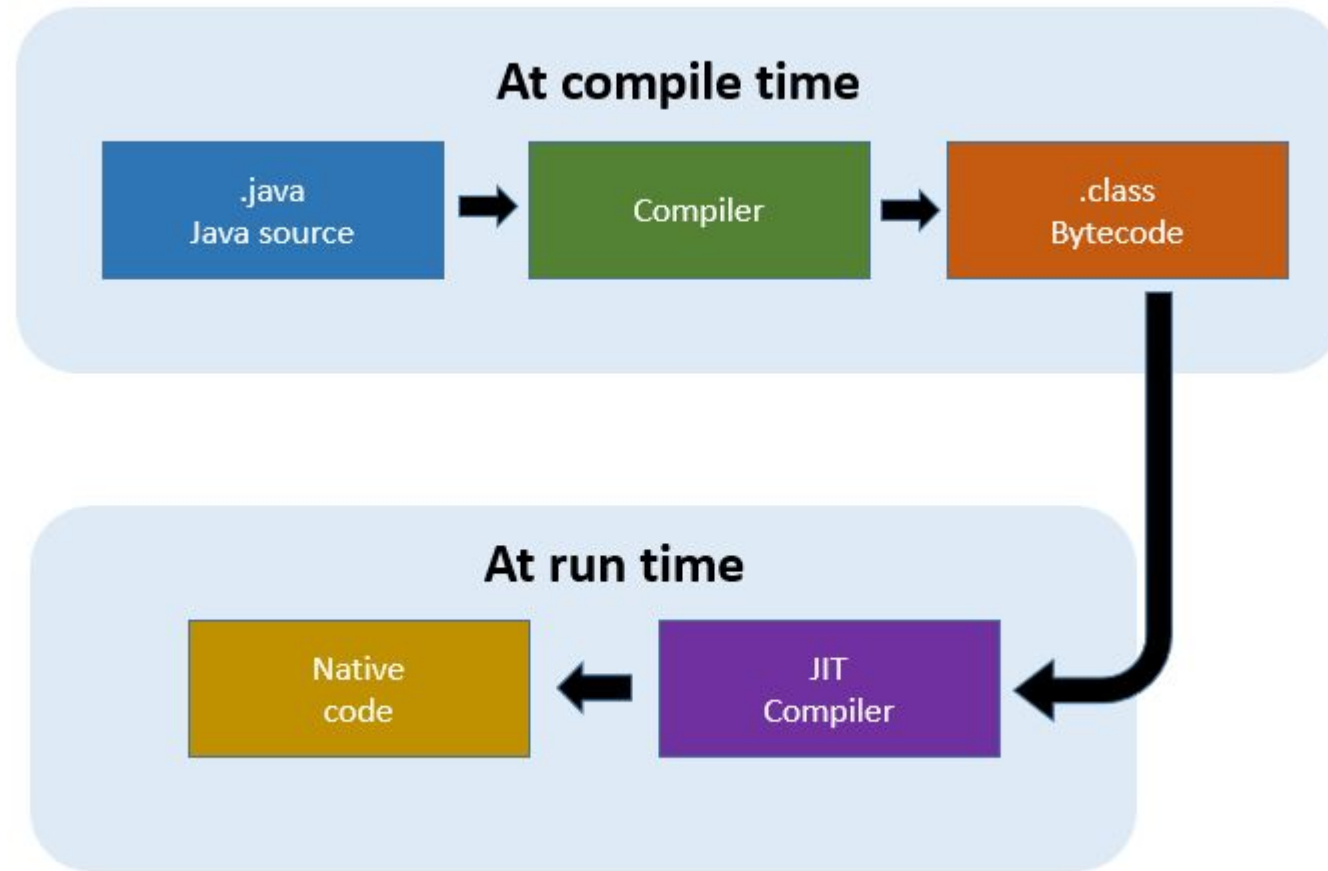 At compile time
.java
Java source
Compiler
.class
Bytecode
At run time
Native
code
JIT
Compiler